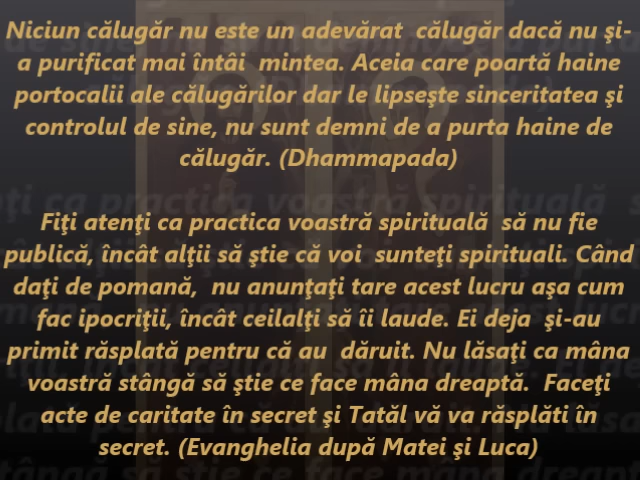 Niciun călugăr nu este un adevărat călugăr dacă nu şi-
a purificat mai întâi mintea. Aceia care poartă haine
portocalii ale călugărilor dar le lipseşte sinceritatea şi
controlul de sine, nu sunt demni de a purta haine de
călugăr. (Dhammapada)
Fiţi atenţi ca practica voastră spirituală să nu fie
publică, încât alţii să ştie că voi sunteţi spirituali. Când
daţi de pomană, nu anunţaţi tare acest lucru aşa cum
fac ipocriţii, încât ceilalţi să îi laude. Ei deja şi-au
primit răsplată pentru că au dăruit. Nu lăsaţi ca mâna
voastră stângă să ştie ce face mâna dreaptă. Faceţi
acte de caritate în secret şi Tatăl vă va răsplăti în
secret. (Evanghelia după Matei şi Luca)